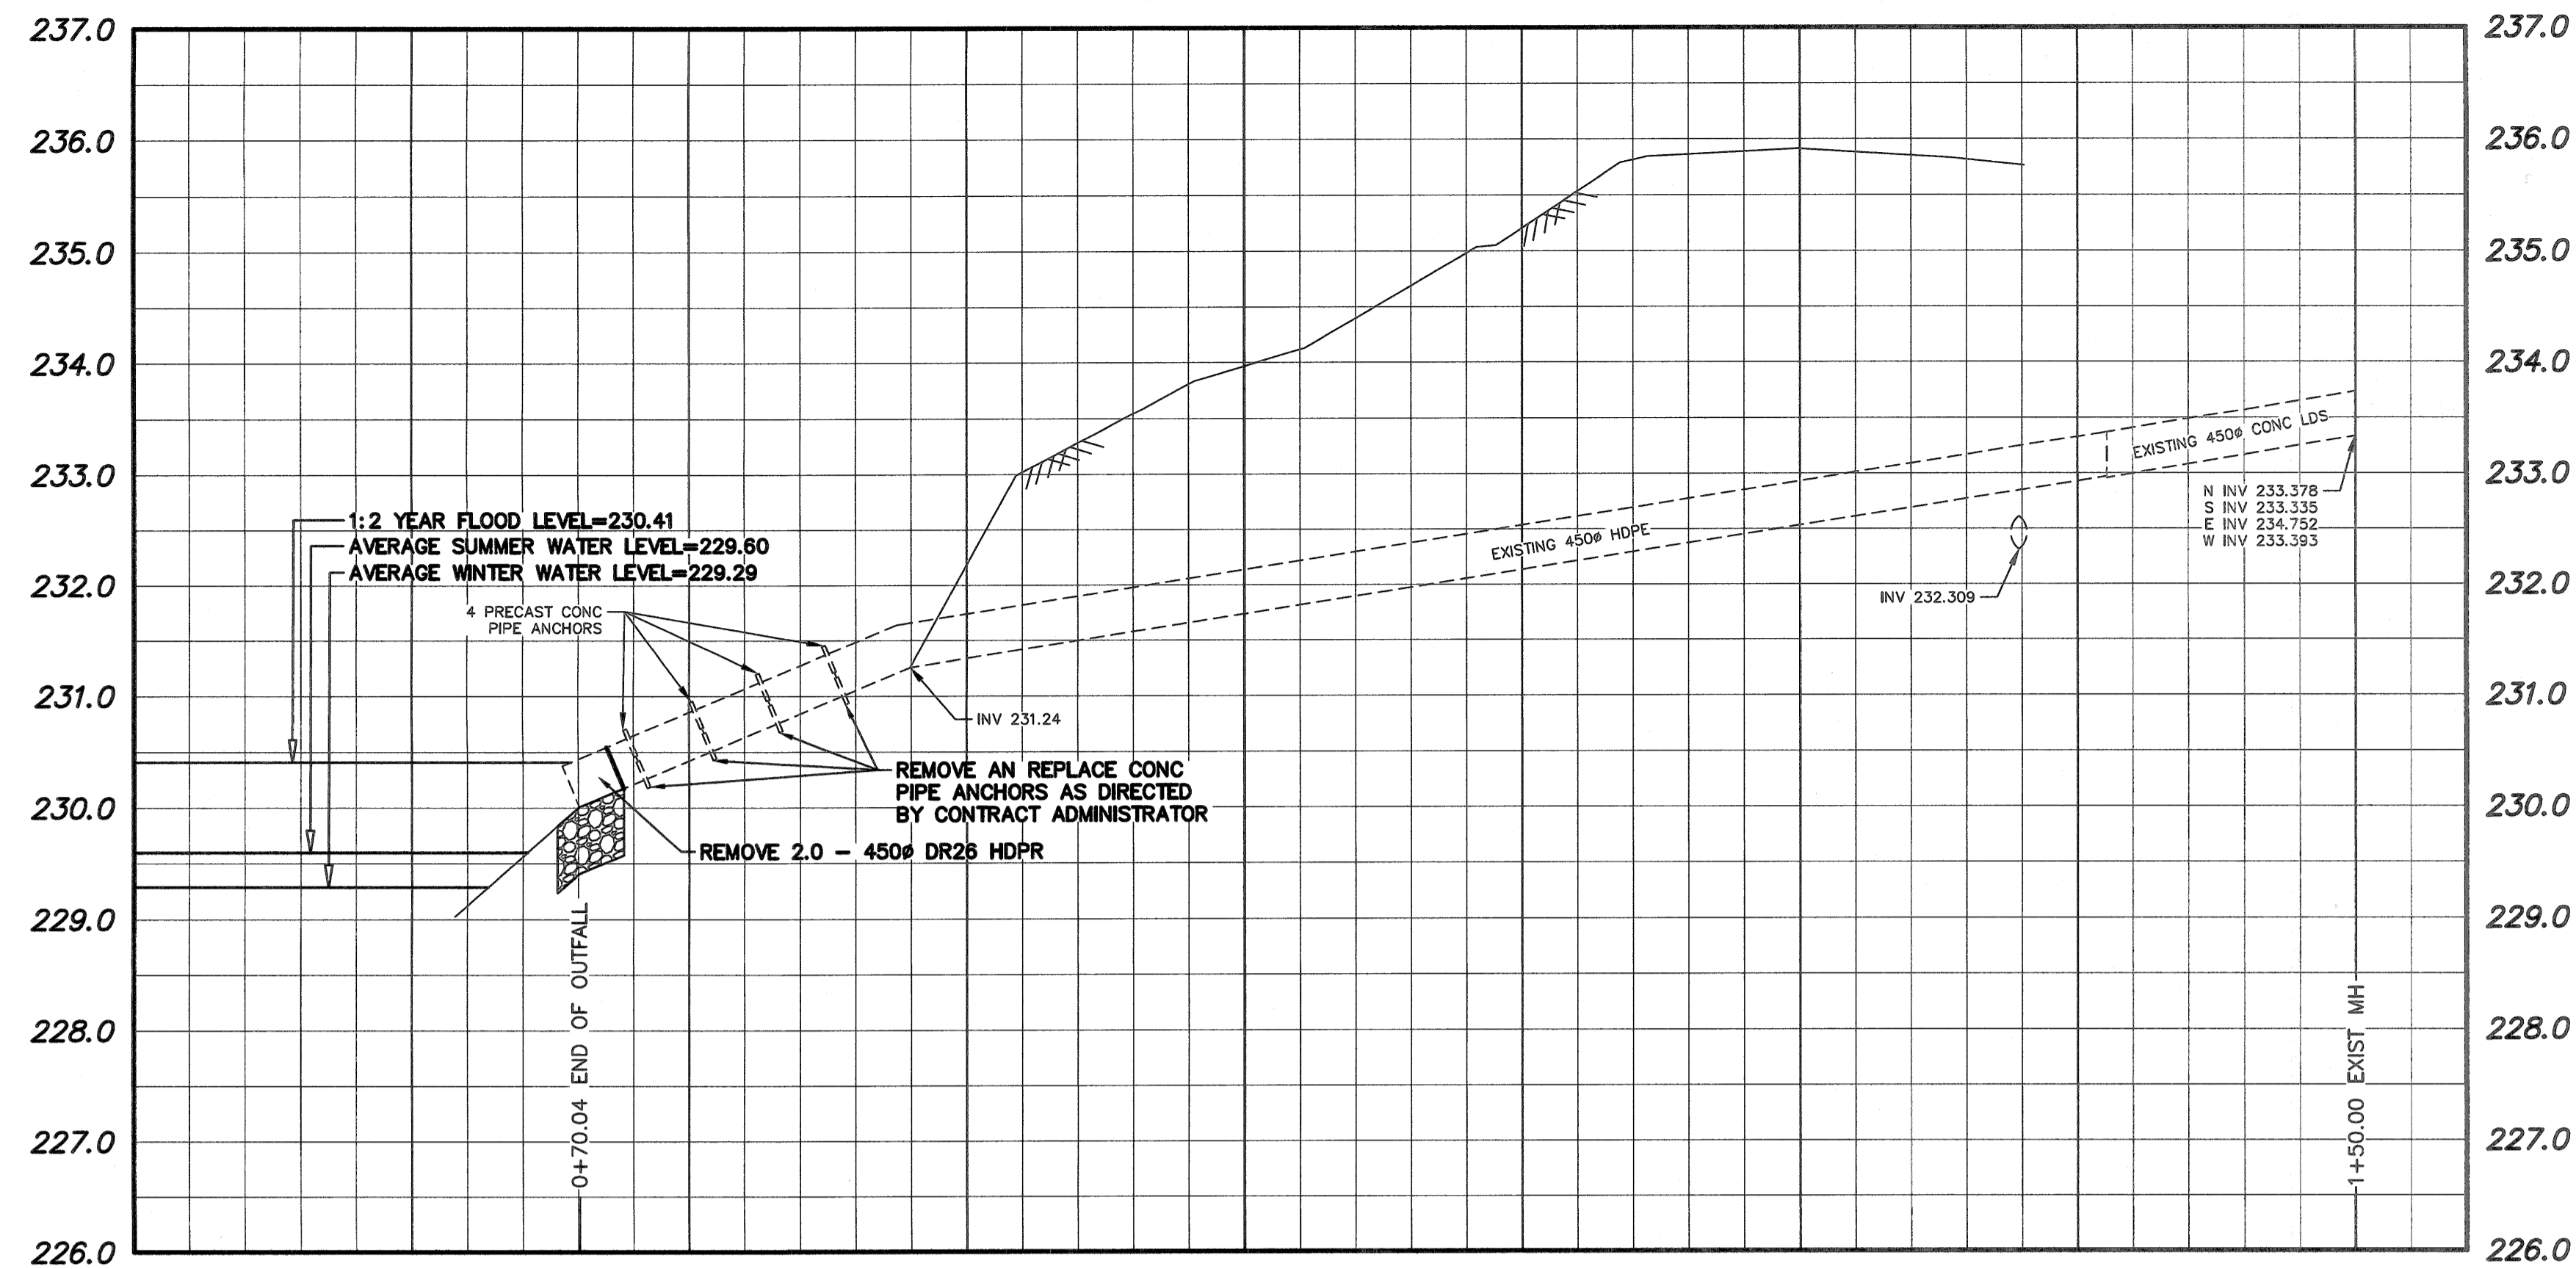 237.0
237.0
236.0
236.0
235.0
235.0
234.0
234.0
EXISTING 450ø CONC LDS
233.0
233.0
N INV 233.378
S INV 233.335
E INV 234.752
W INV 233.393
1:2 YEAR FLOOD LEVEL=230.41
AVERAGE SUMMER WATER LEVEL=229.60
AVERAGE WINTER WATER LEVEL=229.29
EXISTING 450ø HDPE
232.0
232.0
INV 232.309
4 PRECAST CONC
PIPE ANCHORS
231.0
231.0
INV 231.24
REMOVE AN REPLACE CONC
PIPE ANCHORS AS DIRECTED
BY CONTRACT ADMINISTRATOR
230.0
230.0
REMOVE 2.0 - 450ø DR26 HDPR
229.0
229.0
0+70.04 END OF OUTFALL
228.0
228.0
1+50.00 EXIST MH
227.0
227.0
226.0
226.0